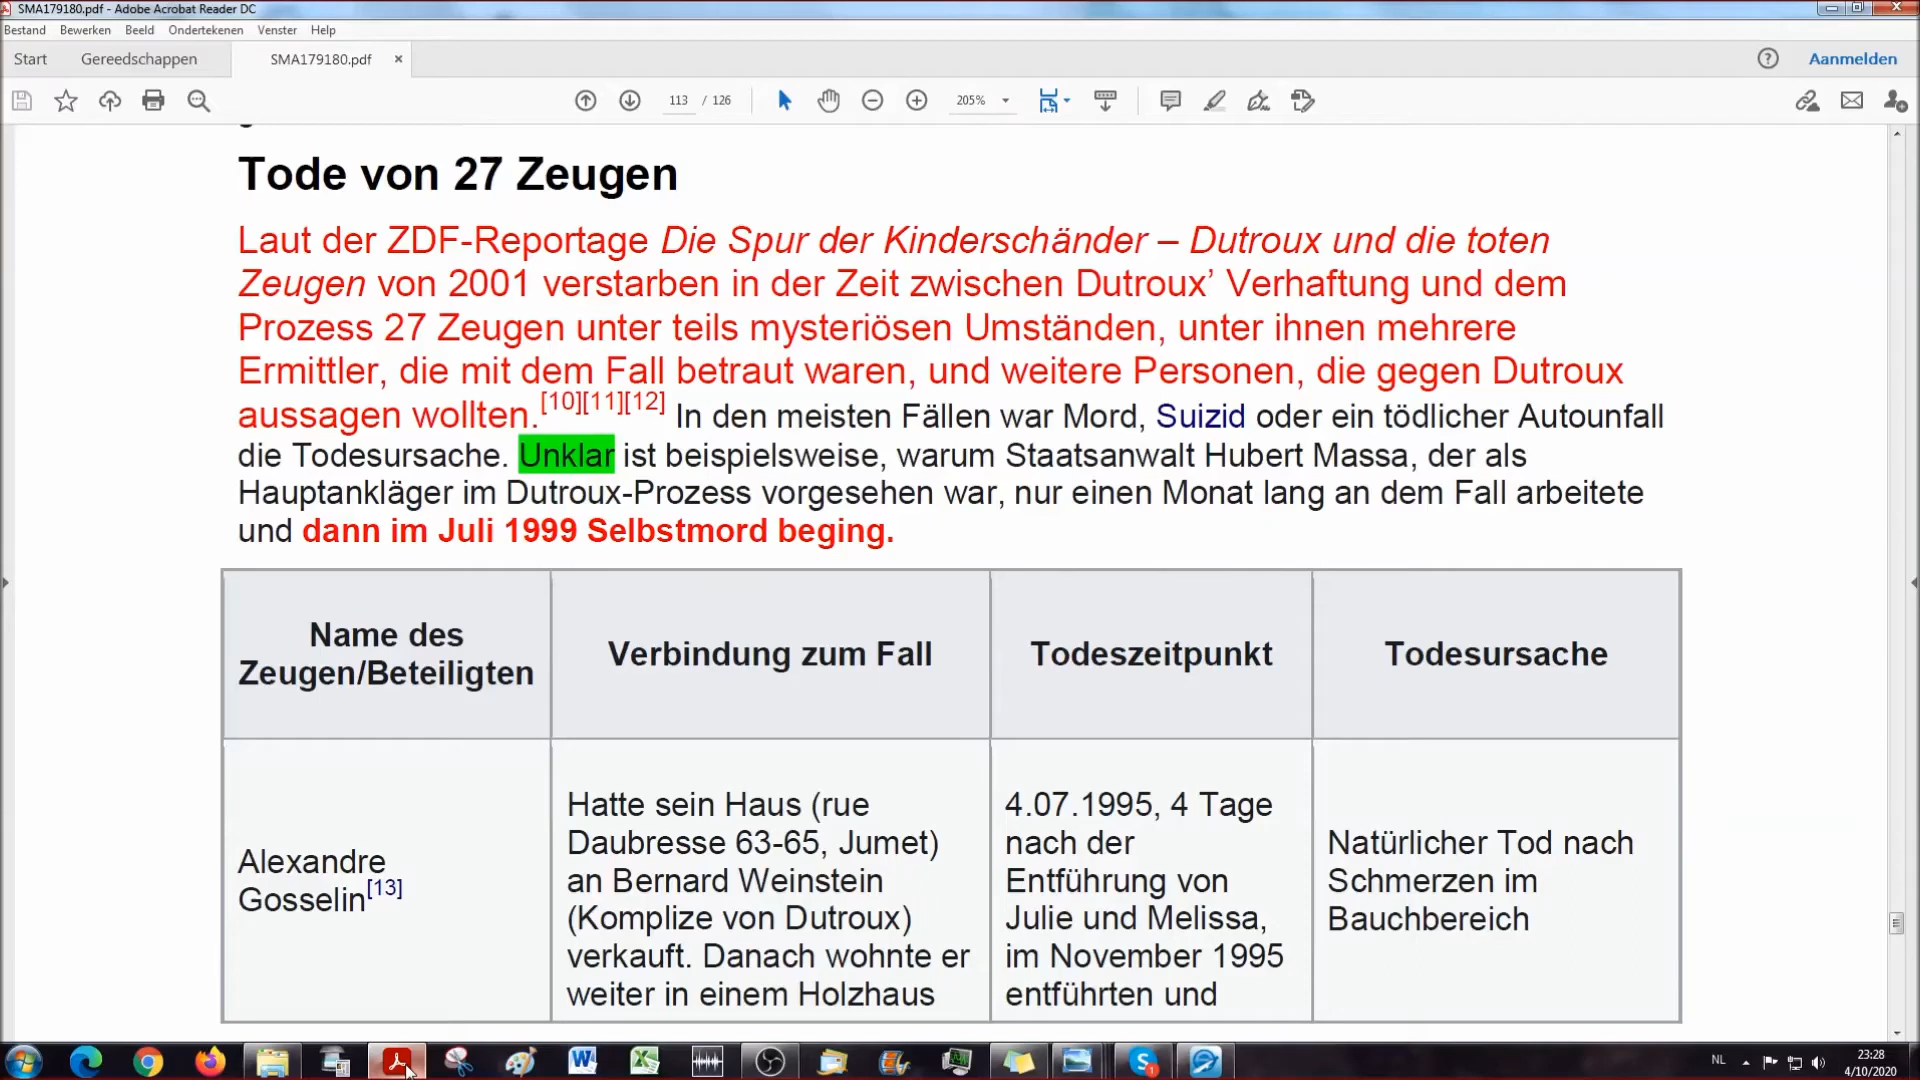 SMA179180.pdf - Adobe Acrobat Reader DC
Bestand Bewerken Beeld Ondertekenen Venster Help
Start Gereedschappen SMA179180.pdf × Aanmelden
113 / 126 205%
Tode von 27 Zeugen
Laut der ZDF-Reportage Die Spur der Kinderschänder – Dutroux und die toten
Zeugen von 2001 verstarben in der Zeit zwischen Dutroux’ Verhaftung und dem
Prozess 27 Zeugen unter teils mysteriösen Umständen, unter ihnen mehrere
Ermittler, die mit dem Fall betraut waren, und weitere Personen, die gegen Dutroux
aussagen wollten.[10][11][12] In den meisten Fällen war Mord, Suizid oder ein tödlicher Autounfall
die Todesursache. Unklar ist beispielsweise, warum Staatsanwalt Hubert Massa, der als
Hauptankläger im Dutroux-Prozess vorgesehen war, nur einen Monat lang an dem Fall arbeitete
und dann im Juli 1999 Selbstmord beging.
Name des
Zeugen/Beteiligten
Verbindung zum Fall
Todeszeitpunkt
Todesursache
Alexandre
Gosselin[13]
Hatte sein Haus (rue
Daubresse 63-65, Jumet)
an Bernard Weinstein
(Komplize von Dutroux)
verkauft. Danach wohnte er
weiter in einem Holzhaus
4.07.1995, 4 Tage
nach der
Entführung von
Julie und Melissa,
im November 1995
entführten und
Natürlicher Tod nach
Schmerzen im
Bauchbereich
NL
23:28
4/10/2020